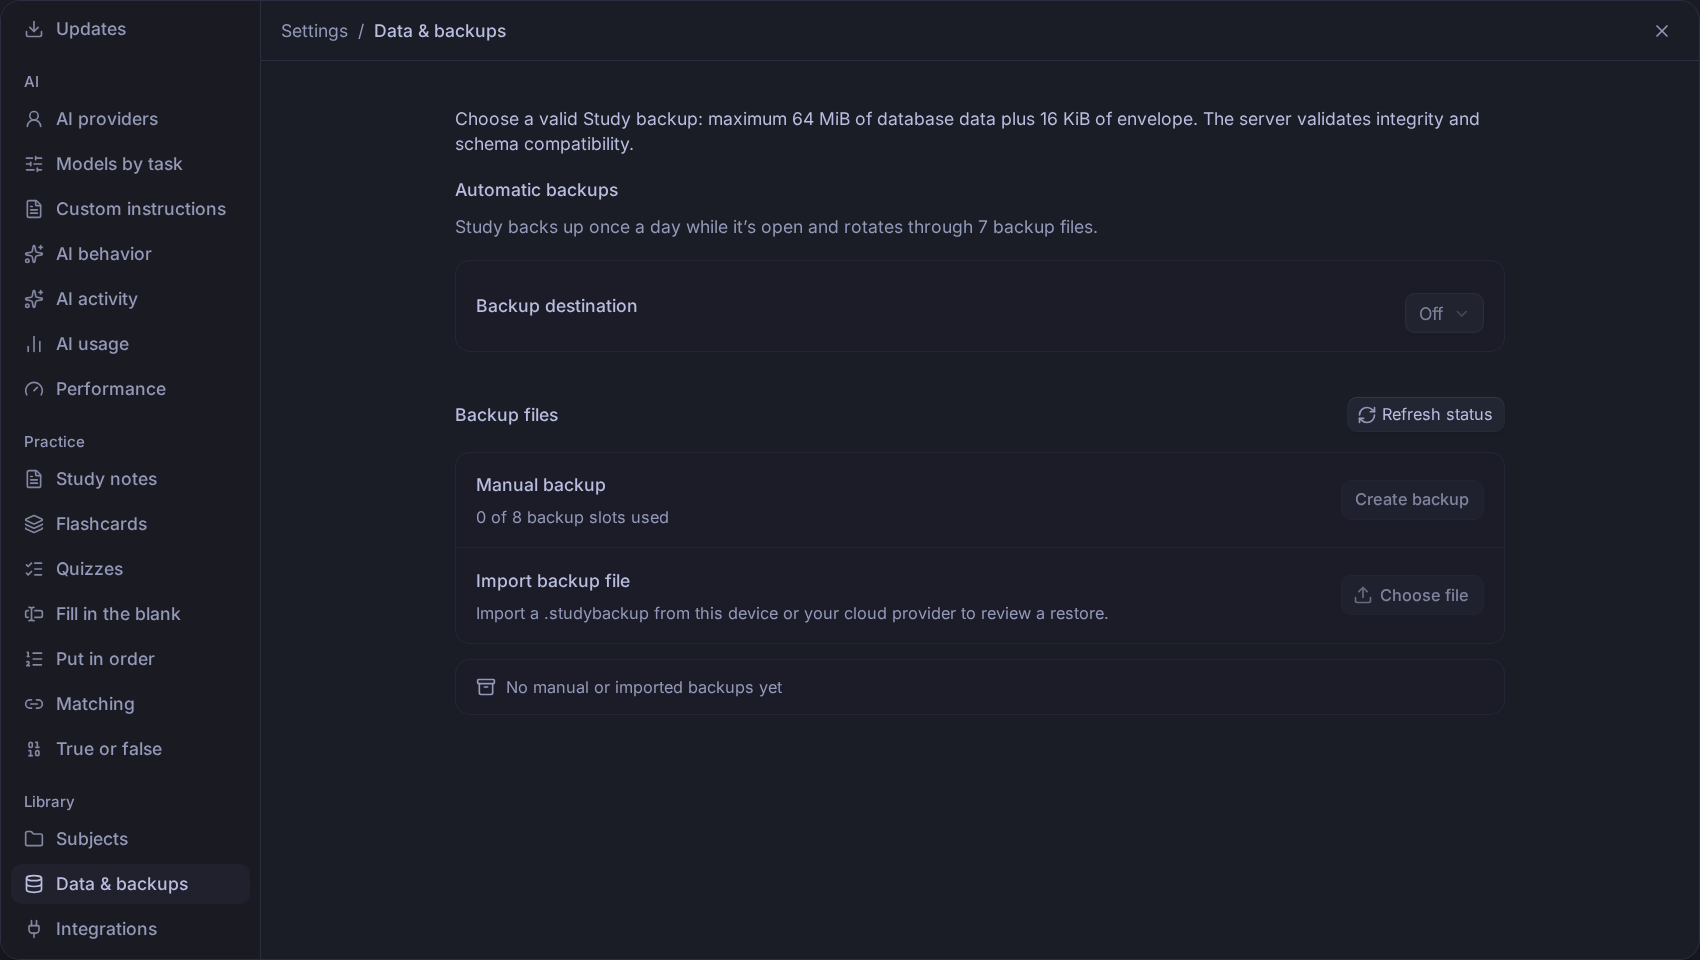 Updates
AI
AI providers
Models by task
Custom instructions
AI behavior
AI activity
AI usage
Performance
Practice
Study notes
Flashcards
Quizzes
Fill in the blank
Put in order
Matching
True or false
Library
Subjects
Data & backups
Integrations
Settings / Data & backups
Choose a valid Study backup: maximum 64 MiB of database data plus 16 KiB of envelope. The server validates integrity and
schema compatibility.
Automatic backups
Study backs up once a day while it’s open and rotates through 7 backup files.
Backup destination
Off
Backup files
Refresh status
Manual backup
0 of 8 backup slots used
Create backup
Import backup file
Import a .studybackup from this device or your cloud provider to review a restore.
Choose file
No manual or imported backups yet